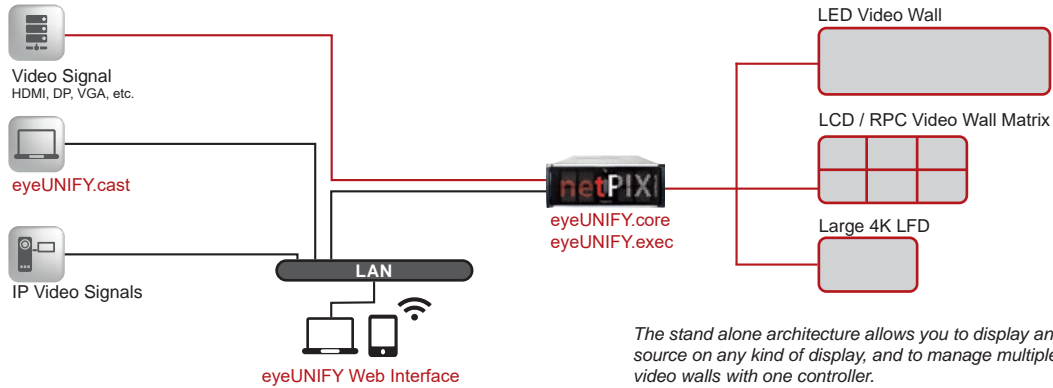 Video Signal
HDMI, DP, VGA, etc.
eyeUNIFY.cast
IP Video Signals
LAN
eyeUNIFY Web Interface
netPIX
eyeUNIFY.core
eyeUNIFY.exec
LED Video Wall
LCD / RPC Video Wall Matrix
Large 4K LFD
The stand alone architecture allows you to display an
source on any kind of display, and to manage multiple
video walls with one controller.